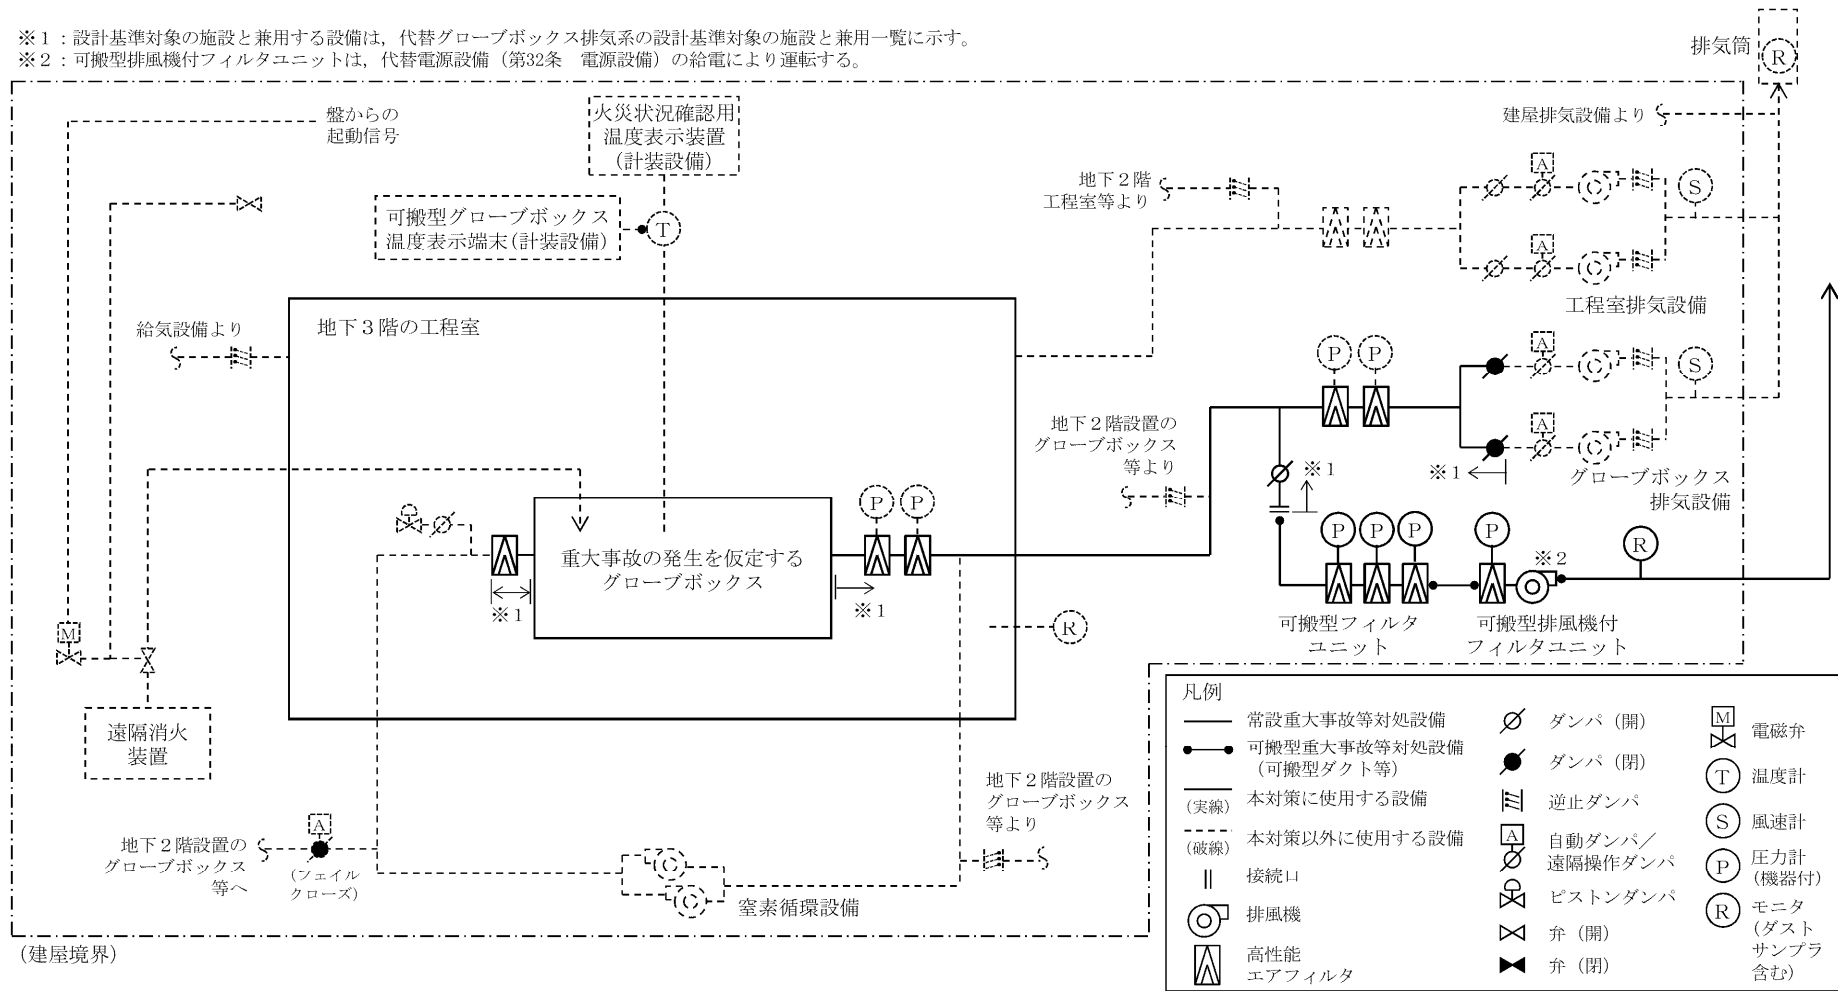 ※1：設計基準対象の施設と兼用する設備は，代替グローブボックス排気系の設計基準対象の施設と兼用一覧に示す。
※2：可搬型排風機付フィルタユニットは，代替電源設備（第32条　電源設備）の給電により運転する。
排気筒
R
盤からの
起動信号
火災状況確認用
温度表示装置
（計装設備）
建屋排気設備より
可搬型グローブボックス
温度表示端末（計装設備）
T
地下２階
工程室等より
A
S
A
工程室排気設備
給気設備より
地下３階の工程室
P
P
A
S
A
地下２階設置の
グローブボックス
等より
※1
※1
グローブボックス
排気設備
P
P
重大事故の発生を仮定する
グローブボックス
※1
※1
P
P
P
P
※2
R
可搬型フィルタ
ユニット
可搬型排風機付
フィルタユニット
R
M
遠隔消火
装置
地下２階設置の
グローブボックス
等へ
A
（フェイル
クローズ）
窒素循環設備
地下２階設置の
グローブボックス
等より
（建屋境界）
凡例
常設重大事故等対処設備
可搬型重大事故等対処設備
（可搬型ダクト等）
（実線）
本対策に使用する設備
（破線）
本対策以外に使用する設備
接続口
排風機
高性能
エアフィルタ
ダンパ（開）
ダンパ（閉）
逆止ダンパ
A
自動ダンパ／
遠隔操作ダンパ
ピストンダンパ
弁（開）
弁（閉）
M
電磁弁
T
温度計
S
風速計
P
圧力計
（機器付）
R
モニタ
（ダスト
サンプラ
含む）